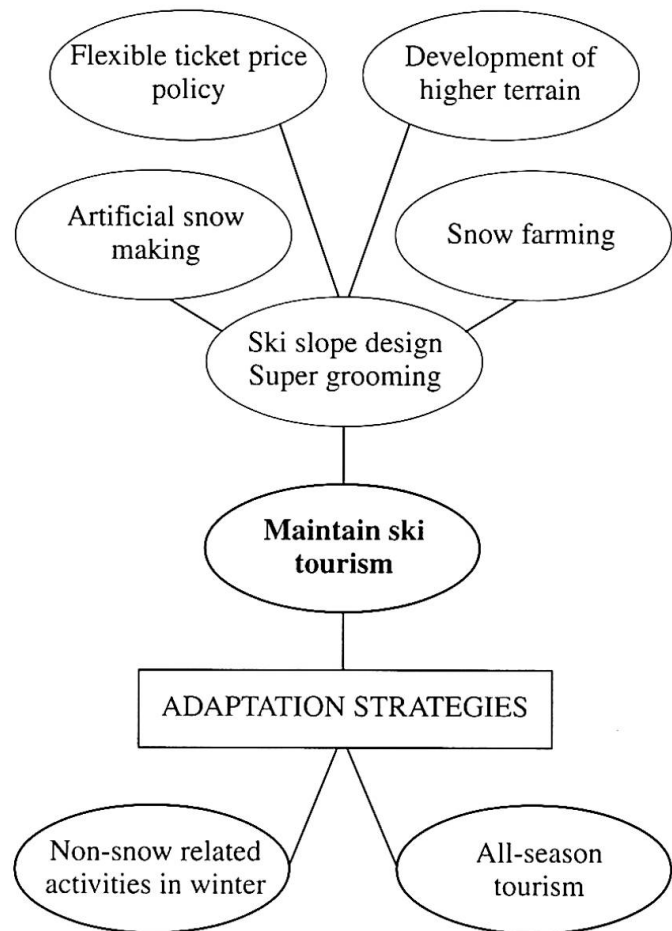 Flexible ticket price
policy
Development of
higher terrain
Artificial snow
making
Snow farming
Ski slope design
Super grooming
Maintain ski
tourism
ADAPTATION STRATEGIES
Non-snow related
activities in winter
All-season
tourism